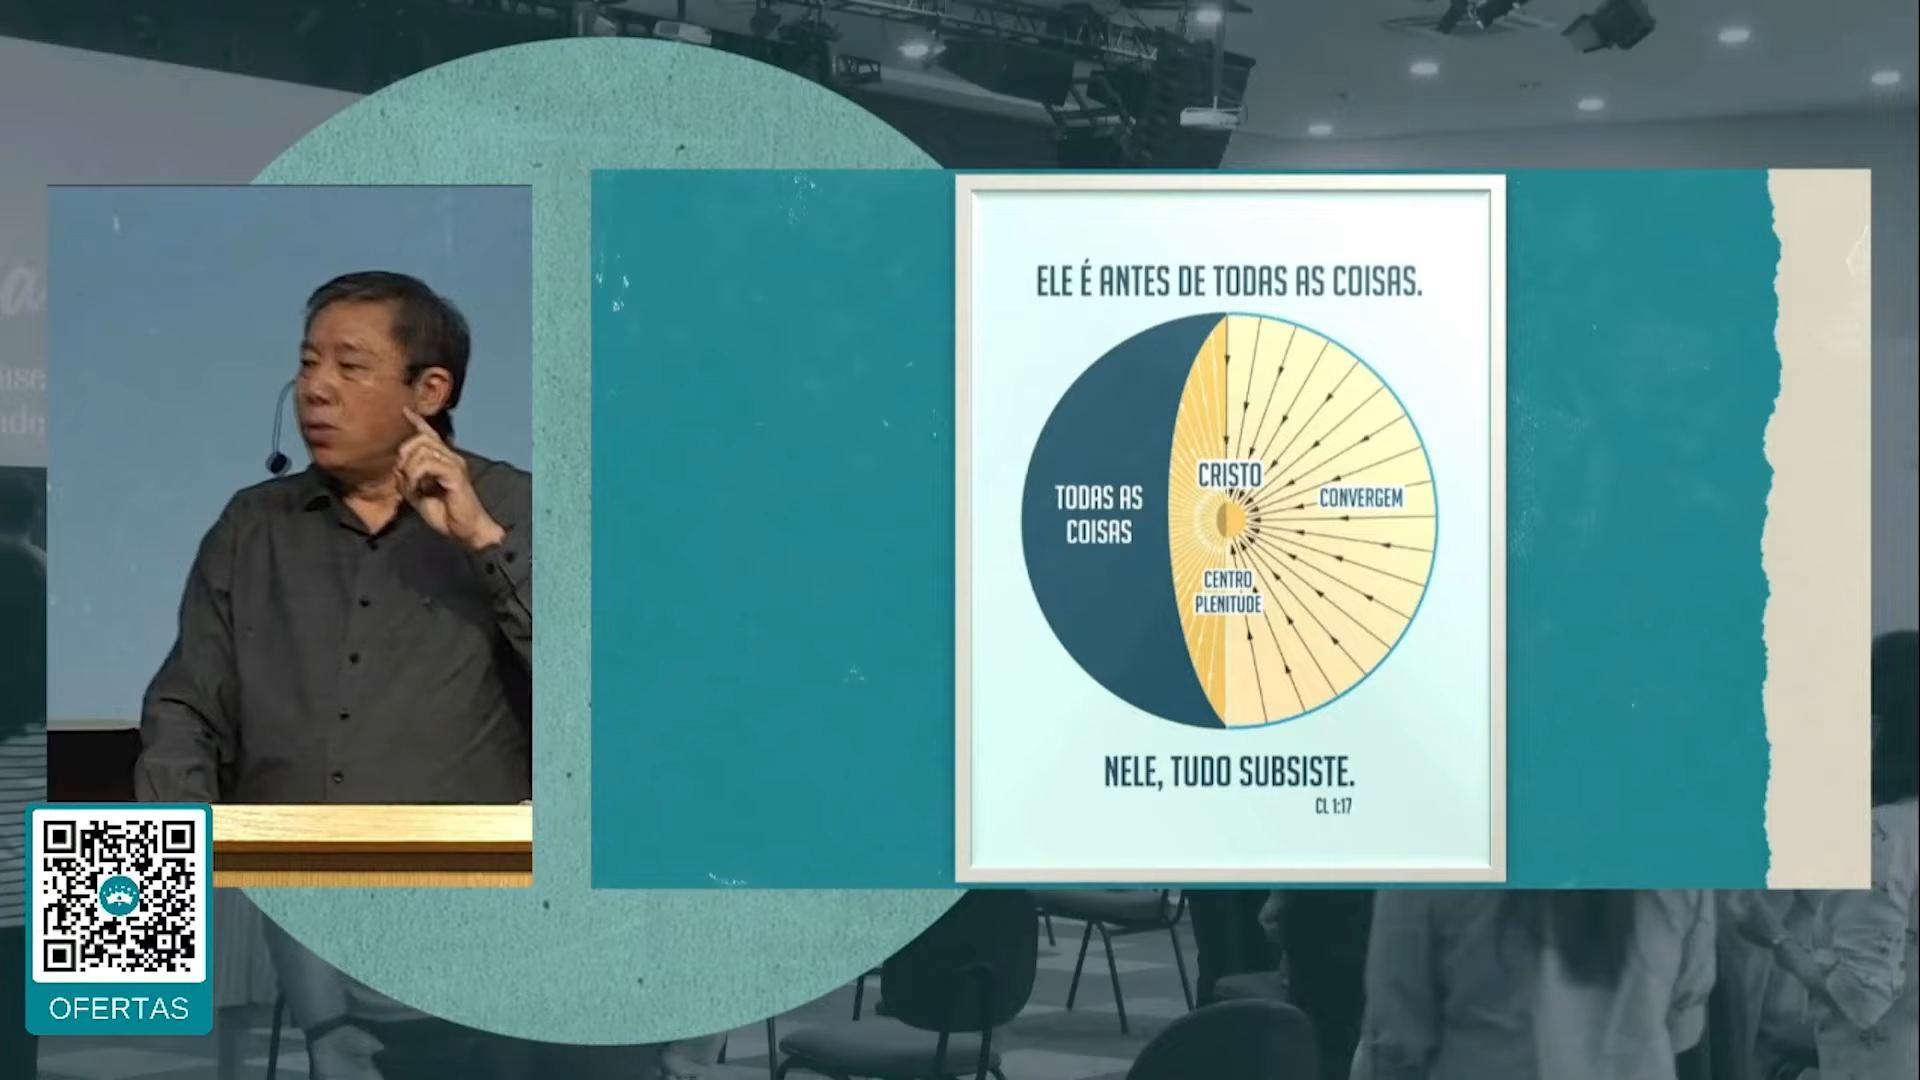 ELE É ANTES DE TODAS AS COISAS.
CRISTO
TODAS AS
COISAS
CONVERGEM
CENTRO
PLENITUDE
NELE, TUDO SUBSISTE.
CL 1:17
OFERTAS